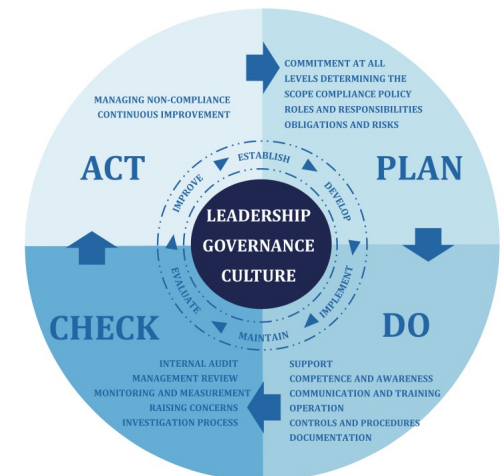 COMMITMENT AT ALL
LEVELS DETERMINING THE
SCOPE COMPLIANCE POLICY
ROLES AND RESPONSIBILITIES
OBLIGATIONS AND RISKS
PLAN
MANAGING NON-COMPLIANCE
CONTINUOUS IMPROVEMENT
ACT
ESTABLISH
DEVELOP
IMPLEMENT
MAINTAIN
EVALUATE
IMPROVE
LEADERSHIP
GOVERNANCE
CULTURE
DO
SUPPORT
COMPETENCE AND AWARENESS
COMMUNICATION AND TRAINING
OPERATION
CONTROLS AND PROCEDURES
DOCUMENTATION
CHECK
INTERNAL AUDIT
MANAGEMENT REVIEW
MONITORING AND MEASUREMENT
RAISING CONCERNS
INVESTIGATION PROCESS